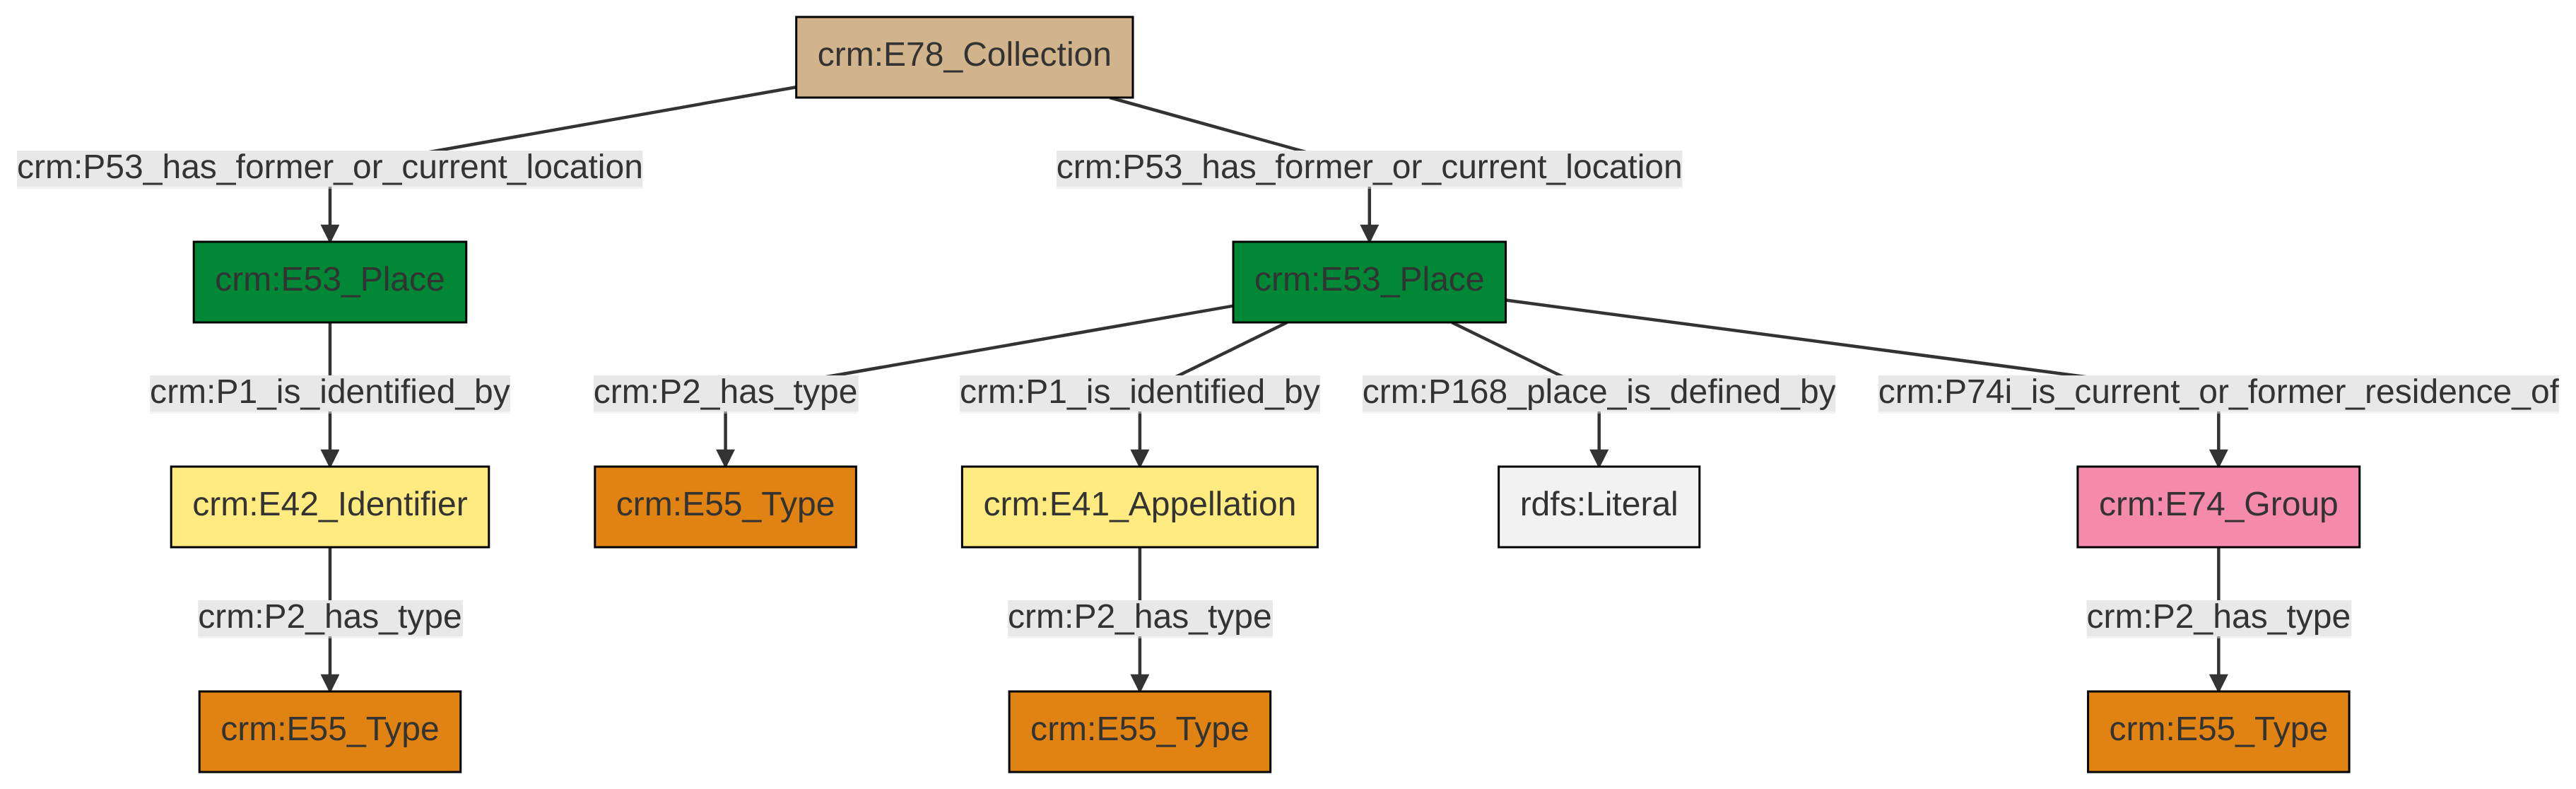 crm:E78_Collection
crm:P53_has_former_or_current_location
crm:P53_has_former_or_current_location
crm:E53_Place
crm:E53_Place
crm:P1_is_identified_by
crm:P2_has_type
crm:P1_is_identified_by
crm:P168_place_is_defined_by
crm:P74i_is_current_or_former_residence_of
crm:E42_Identifier
crm:E55_Type
crm:E41_Appellation
rdfs:Literal
crm:E74_Group
crm:P2_has_type
crm:P2_has_type
crm:P2_has_type
crm:E55_Type
crm:E55_Type
crm:E55_Type